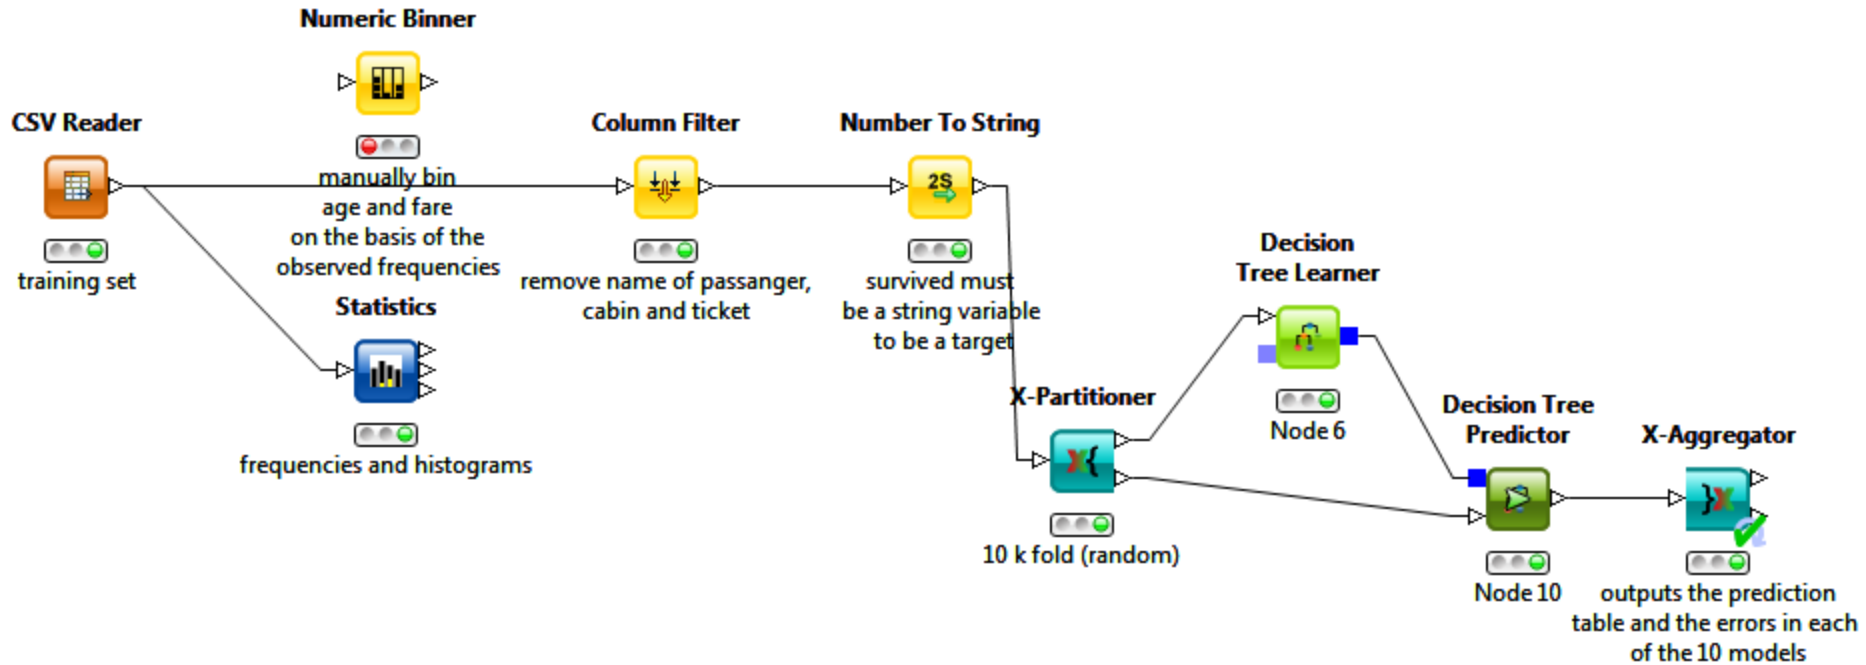 Numeric Binner
manually bin
age and fare
on the basis of the
observed frequencies
CSV Reader
training set
Statistics
frequencies and histograms
Column Filter
remove name of passanger,
cabin and ticket
Number To String
2S
survived must
be a string variable
to be a target
X-Partitioner
X{
10 k fold (random)
Decision
Tree Learner
Node 6
Decision Tree
Predictor
Node 10
X-Aggregator
}X
outputs the prediction
table and the errors in each
of the 10 models